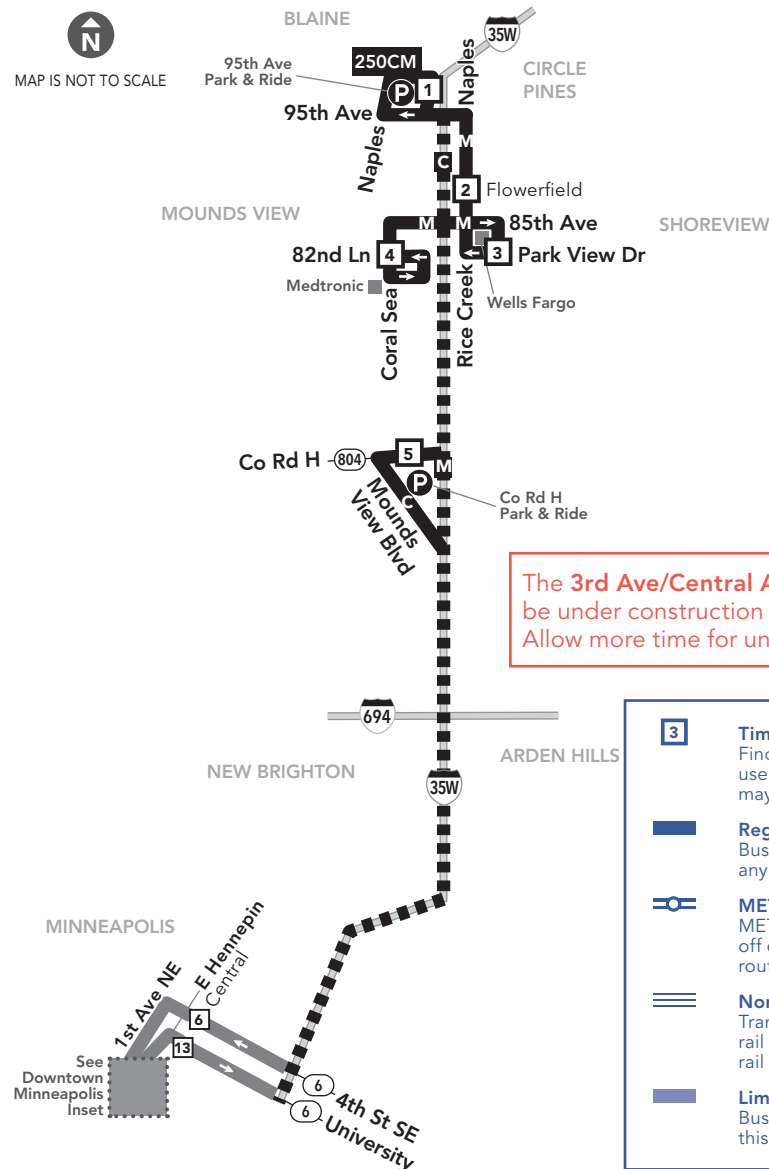 BLAINE
N
MAP IS NOT TO SCALE
35W
Naples
250CM
95th Ave
Park & Ride
P
1
CIRCLE
PINES
95th Ave
Naples
M
C
2
Flowerfield
MOUNDS VIEW
M
M
85th Ave
SHOREVIEW
82nd Ln
4
3
Park View Dr
Medtronic
Coral Sea
Rice Creek
Wells Fargo
Co Rd H
804
5
M
P
C
Mounds
View Blvd
Co Rd H
Park & Ride
The 3rd Ave/Central A
be under construction
Allow more time for un
694
NEW BRIGHTON
ARDEN HILLS
35W
3
Tim
Find
use
may
Reg
Bus
any
MET
MET
off
rout
Nor
Tran
rail
rail
Lim
Bus
this
MINNEAPOLIS
1st Ave NE
E Hennepin
Central
6
13
See
Downtown
Minneapolis
Inset
6
4th St SE
6
University